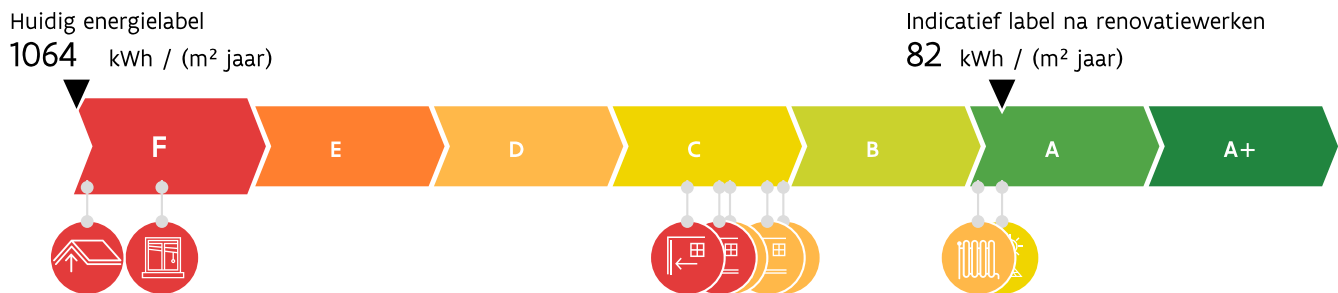 Huidig energielabel
1064 kWh / (m² jaar)
Indicatief label na renovatiewerken
82 kWh / (m² jaar)
F E D C B A A+